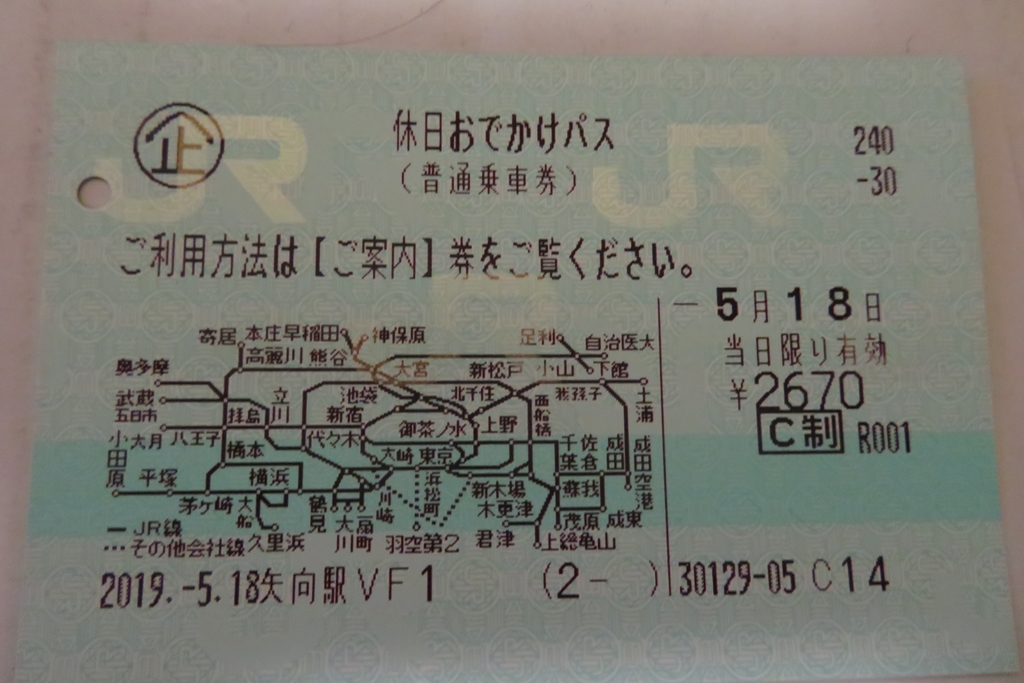 企 休日おでかけパス 240
（普通乗車券） -30
ご利用方法は【ご案内】券をご覧ください。
- 5月18日
当日限り有効
¥2670
C制 R001
寄居 本庄早稲田 神保原 足利 自治医大
高麗川 熊谷 大宮 新松戸 小山 下館
奥多摩 池袋 北千住 我孫子
武蔵五日市 拝島 立川 新宿 西船橋 土浦
小田原 大月 八王子 代々木 御茶ノ水 上野
橋本 大崎 東京 千葉 佐倉 成田 成田空港
平塚 横浜 川崎 浜松町 新木場 蘇我
茅ケ崎 大船 鶴見 大川 扇町 木更津
久里浜 羽空第2 君津 上総亀山 茂原 成東
━ JR線
･･･その他会社線
2019.-5.18矢向駅VF1 (2- ) 30129-05 C14
JR JR